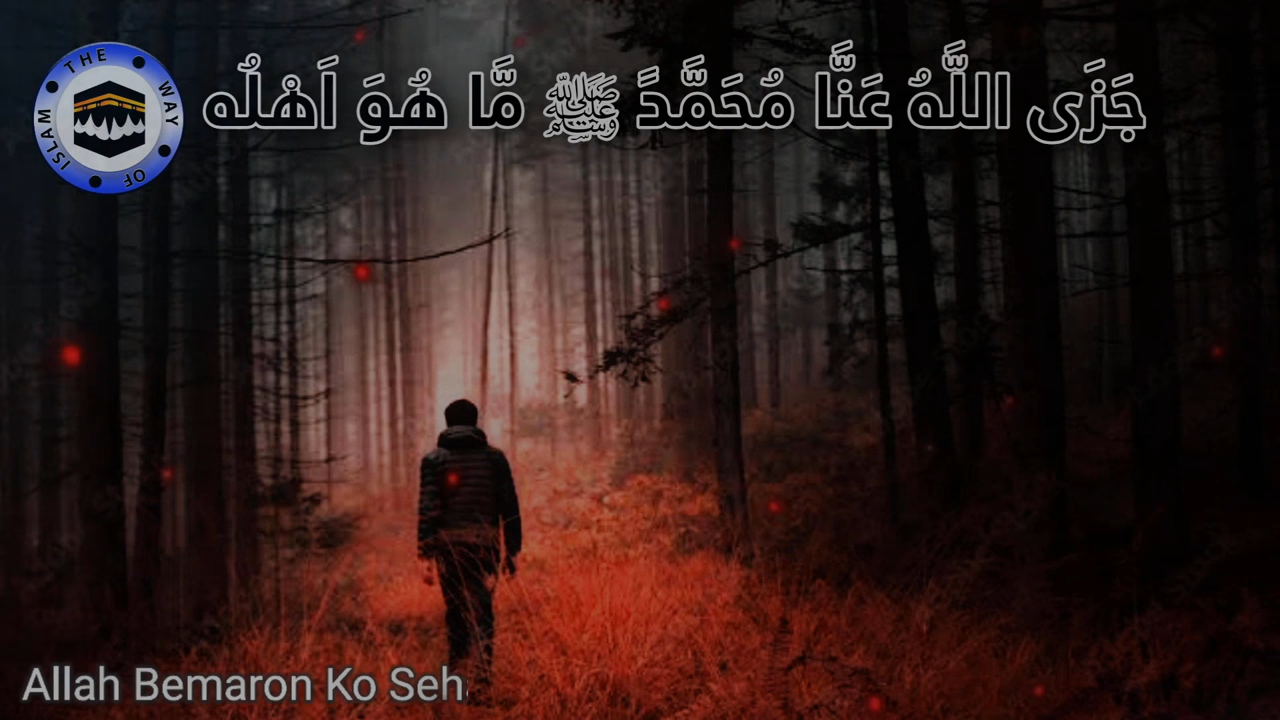 THE WAY OF ISLAM
جَزَی اللَّهُ عَنَّا مُحَمَّدًَّ ﷺ مَّا هُوَ اَهْلُه
Allah Bemaron Ko Seh